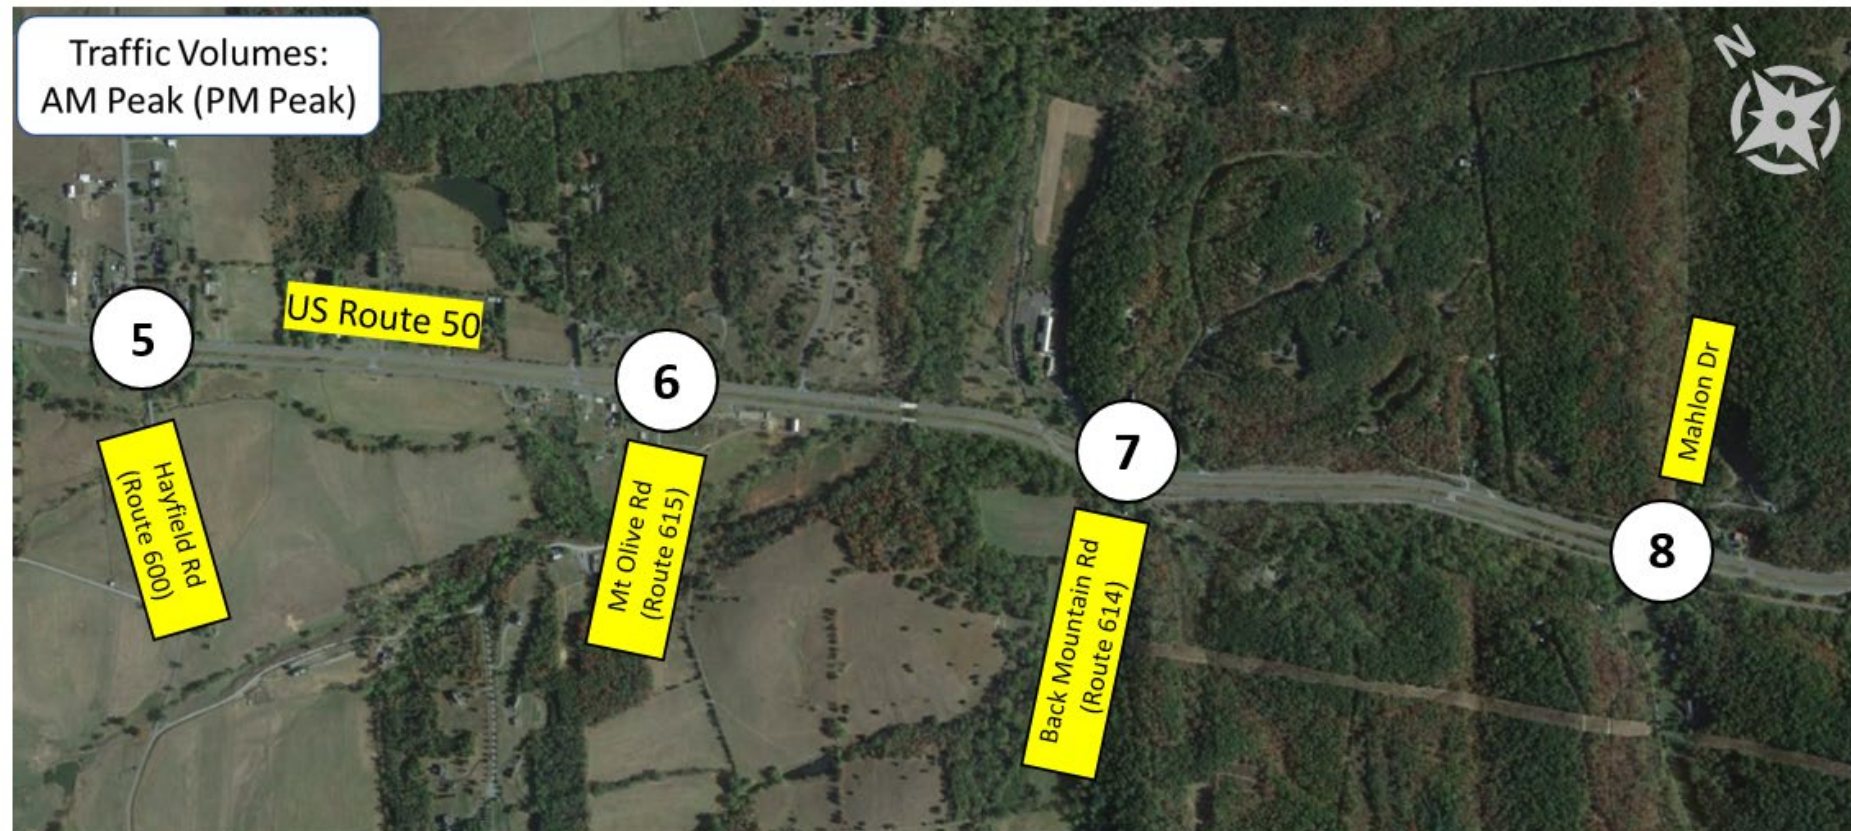 Traffic Volumes:
AM Peak (PM Peak)
N
5
US Route 50
6
7
Mahlon Dr
8
Hayfield Rd
(Route 600)
Mt Olive Rd
(Route 615)
Back Mountain Rd
(Route 614)